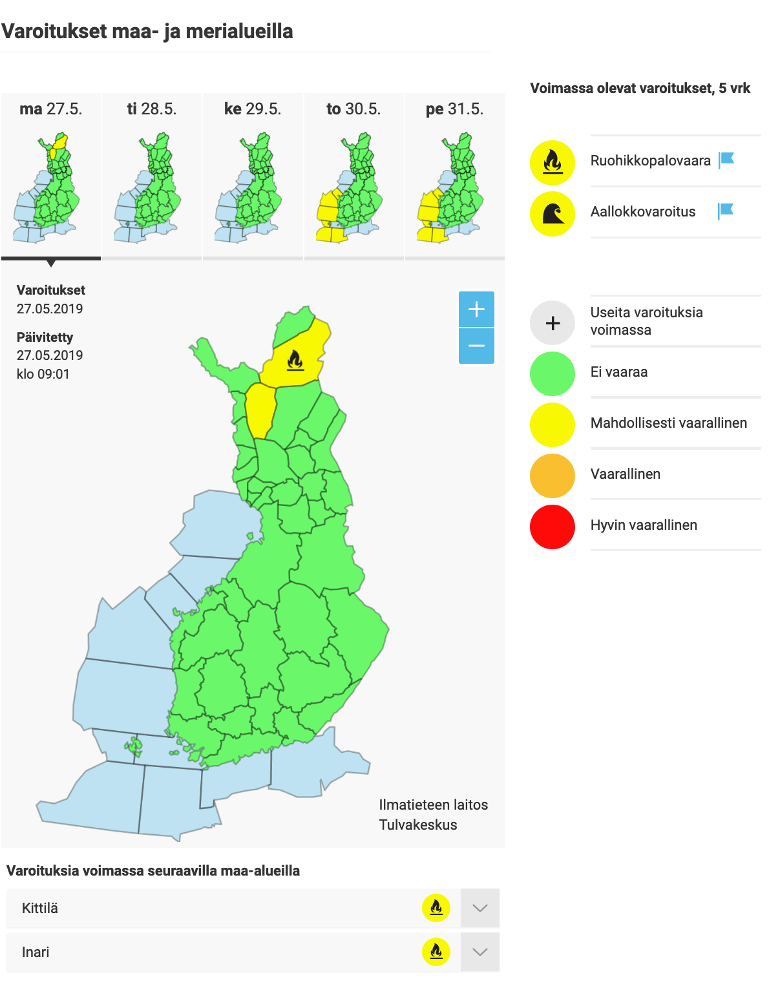 Varoitukset maa- ja merialueilla
ma 27.5.
ti 28.5.
ke 29.5.
to 30.5.
pe 31.5.
Varoitukset
27.05.2019
Päivitetty
27.05.2019
klo 09:01
+
−
Ilmatieteen laitos
Tulvakeskus
Voimassa olevat varoitukset, 5 vrk
Ruohikkopalovaara
Aallokkovaroitus
+
Useita varoituksia
voimassa
Ei vaaraa
Mahdollisesti vaarallinen
Vaarallinen
Hyvin vaarallinen
Varoituksia voimassa seuraavilla maa-alueilla
Kittilä
Inari